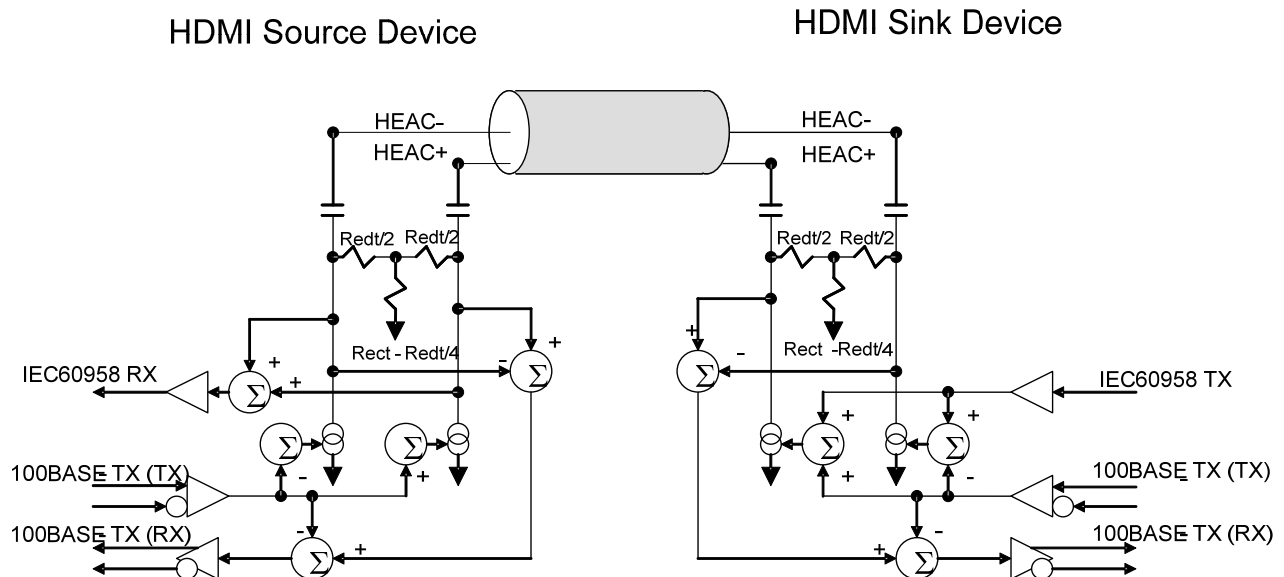 HDMI Source Device
HDMI Sink Device
HEAC-
HEAC+
HEAC-
HEAC+
Redt/2 Redt/2
Redt/2 Redt/2
Rect - Redt/4
Rect -Redt/4
+
-
+
+
Σ
Σ
+
-
Σ
IEC60958 RX
IEC60958 TX
Σ
Σ
-
+
+
+
Σ
Σ
+
-
100BASE-TX (TX)
100BASE-TX (TX)
100BASE-TX (RX)
100BASE-TX (RX)
-
+
Σ
+
-
Σ